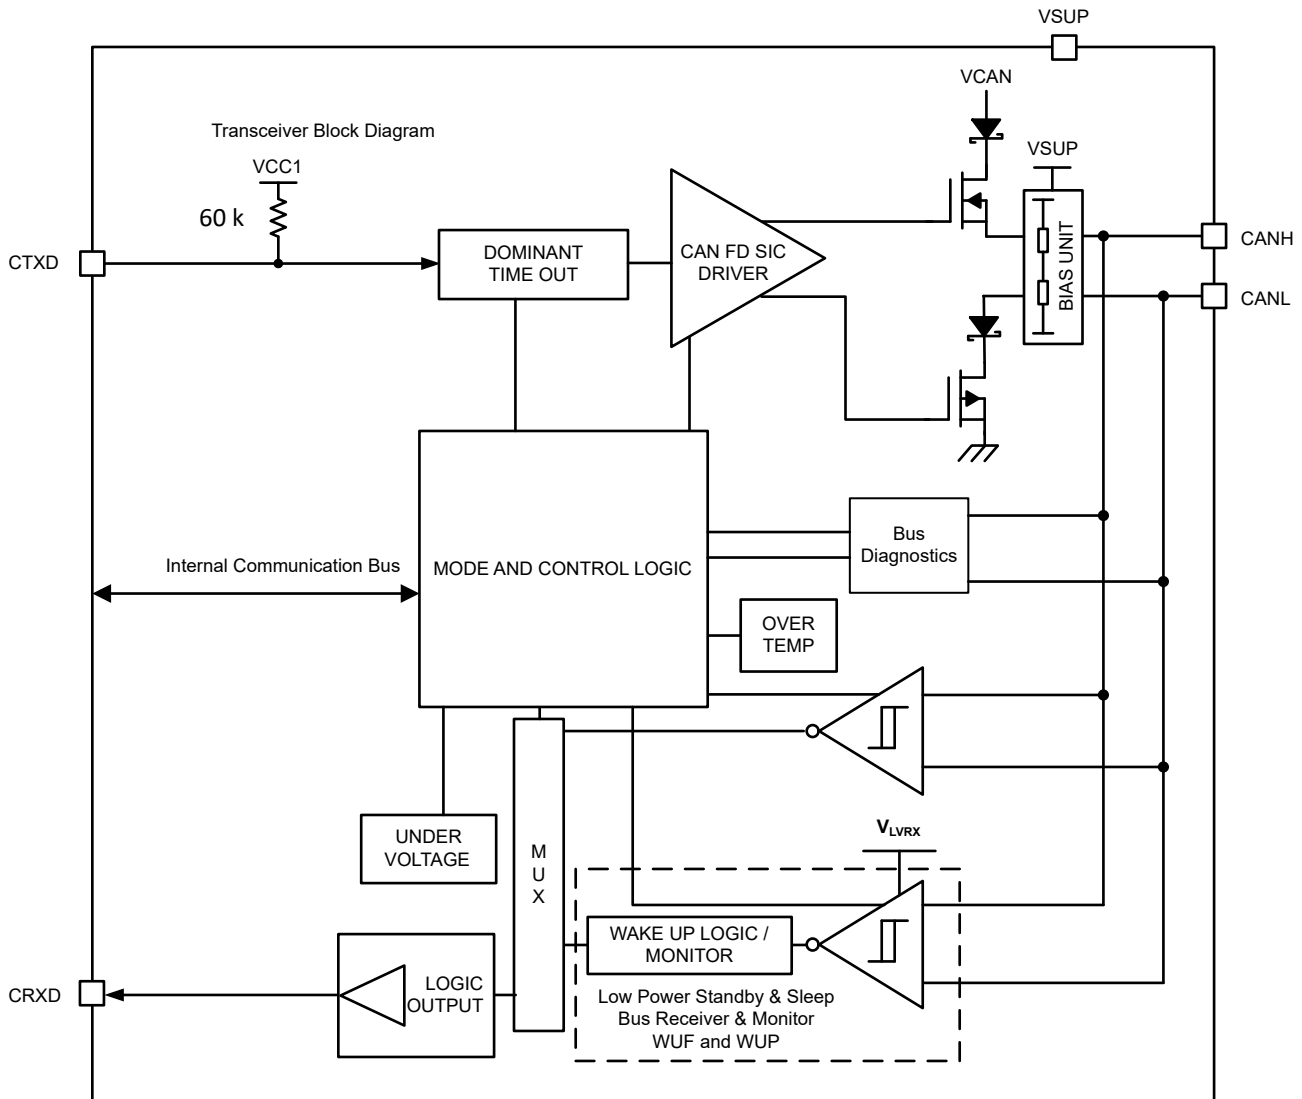 VSUP
VCAN
Transceiver Block Diagram
VCC1
VSUP
60 k
CTXD
DOMINANT
TIME OUT
CAN FD SIC
DRIVER
BIAS UNIT
CANH
CANL
Bus
Diagnostics
Internal Communication Bus
MODE AND CONTROL LOGIC
OVER
TEMP
UNDER
VOLTAGE
M
U
X
VLVRX
WAKE UP LOGIC /
MONITOR
Low Power Standby & Sleep
Bus Receiver & Monitor
WUF and WUP
LOGIC
OUTPUT
CRXD